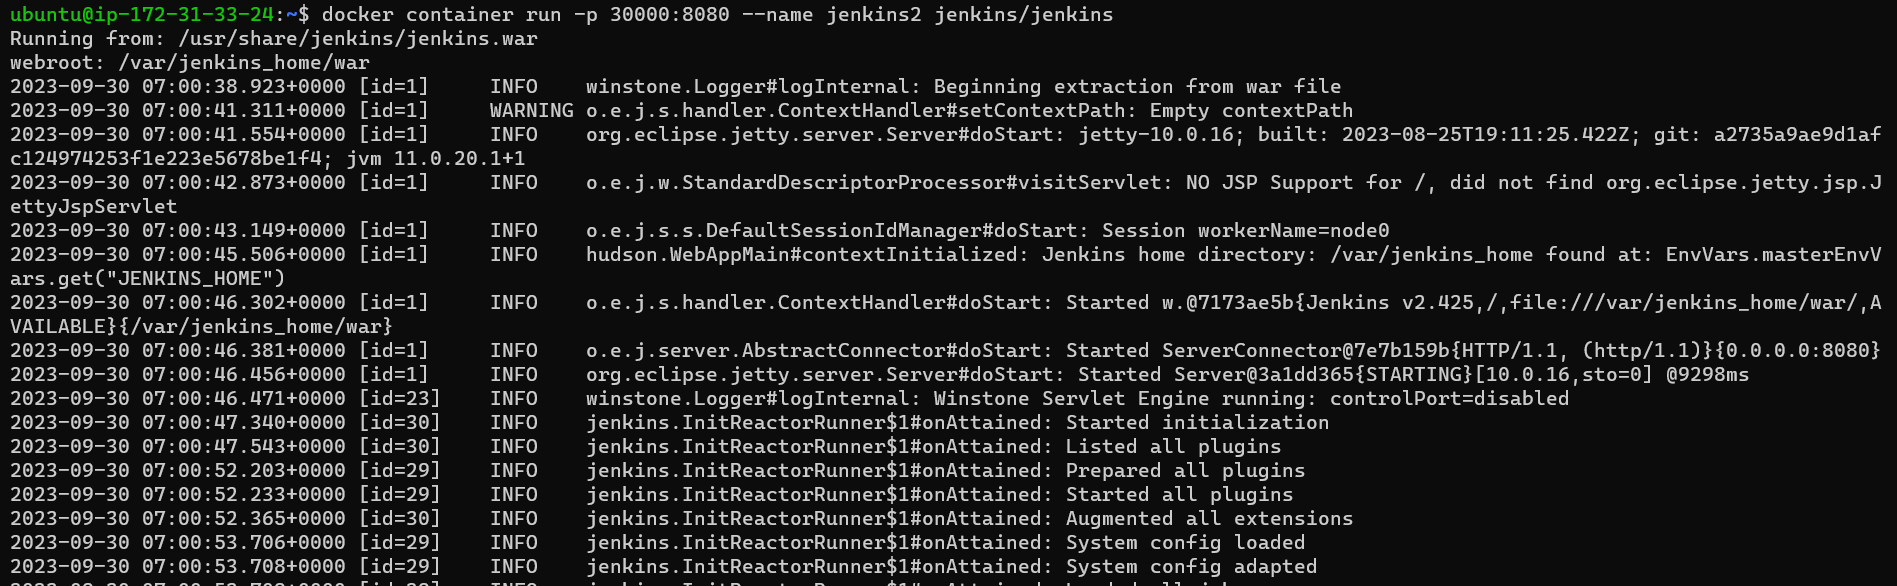 ubuntu@ip-172-31-33-24:~$ docker container run -p 30000:8080 --name jenkins2 jenkins/jenkins
Running from: /usr/share/jenkins/jenkins.war
webroot: /var/jenkins_home/war
2023-09-30 07:00:38.923+0000 [id=1]     INFO    winstone.Logger#logInternal: Beginning extraction from war file
2023-09-30 07:00:41.311+0000 [id=1]     WARNING o.e.j.s.handler.ContextHandler#setContextPath: Empty contextPath
2023-09-30 07:00:41.554+0000 [id=1]     INFO    org.eclipse.jetty.server.Server#doStart: jetty-10.0.16; built: 2023-08-25T19:11:25.422Z; git: a2735a9ae9d1af
c124974253f1e223e5678be1f4; jvm 11.0.20.1+1
2023-09-30 07:00:42.873+0000 [id=1]     INFO    o.e.j.w.StandardDescriptorProcessor#visitServlet: NO JSP Support for /, did not find org.eclipse.jetty.jsp.J
ettyJspServlet
2023-09-30 07:00:43.149+0000 [id=1]     INFO    o.e.j.s.s.DefaultSessionIdManager#doStart: Session workerName=node0
2023-09-30 07:00:45.506+0000 [id=1]     INFO    hudson.WebAppMain#contextInitialized: Jenkins home directory: /var/jenkins_home found at: EnvVars.masterEnvV
ars.get("JENKINS_HOME")
2023-09-30 07:00:46.302+0000 [id=1]     INFO    o.e.j.s.handler.ContextHandler#doStart: Started w.@7173ae5b{Jenkins v2.425,/,file:///var/jenkins_home/war/,A
VAILABLE}{/var/jenkins_home/war}
2023-09-30 07:00:46.381+0000 [id=1]     INFO    o.e.j.server.AbstractConnector#doStart: Started ServerConnector@7e7b159b{HTTP/1.1, (http/1.1)}{0.0.0.0:8080}
2023-09-30 07:00:46.456+0000 [id=1]     INFO    org.eclipse.jetty.server.Server#doStart: Started Server@3a1dd365{STARTING}[10.0.16,sto=0] @9298ms
2023-09-30 07:00:46.471+0000 [id=23]    INFO    winstone.Logger#logInternal: Winstone Servlet Engine running: controlPort=disabled
2023-09-30 07:00:47.340+0000 [id=30]    INFO    jenkins.InitReactorRunner$1#onAttained: Started initialization
2023-09-30 07:00:47.543+0000 [id=30]    INFO    jenkins.InitReactorRunner$1#onAttained: Listed all plugins
2023-09-30 07:00:52.203+0000 [id=29]    INFO    jenkins.InitReactorRunner$1#onAttained: Prepared all plugins
2023-09-30 07:00:52.233+0000 [id=29]    INFO    jenkins.InitReactorRunner$1#onAttained: Started all plugins
2023-09-30 07:00:52.365+0000 [id=30]    INFO    jenkins.InitReactorRunner$1#onAttained: Augmented all extensions
2023-09-30 07:00:53.706+0000 [id=29]    INFO    jenkins.InitReactorRunner$1#onAttained: System config loaded
2023-09-30 07:00:53.708+0000 [id=29]    INFO    jenkins.InitReactorRunner$1#onAttained: System config adapted